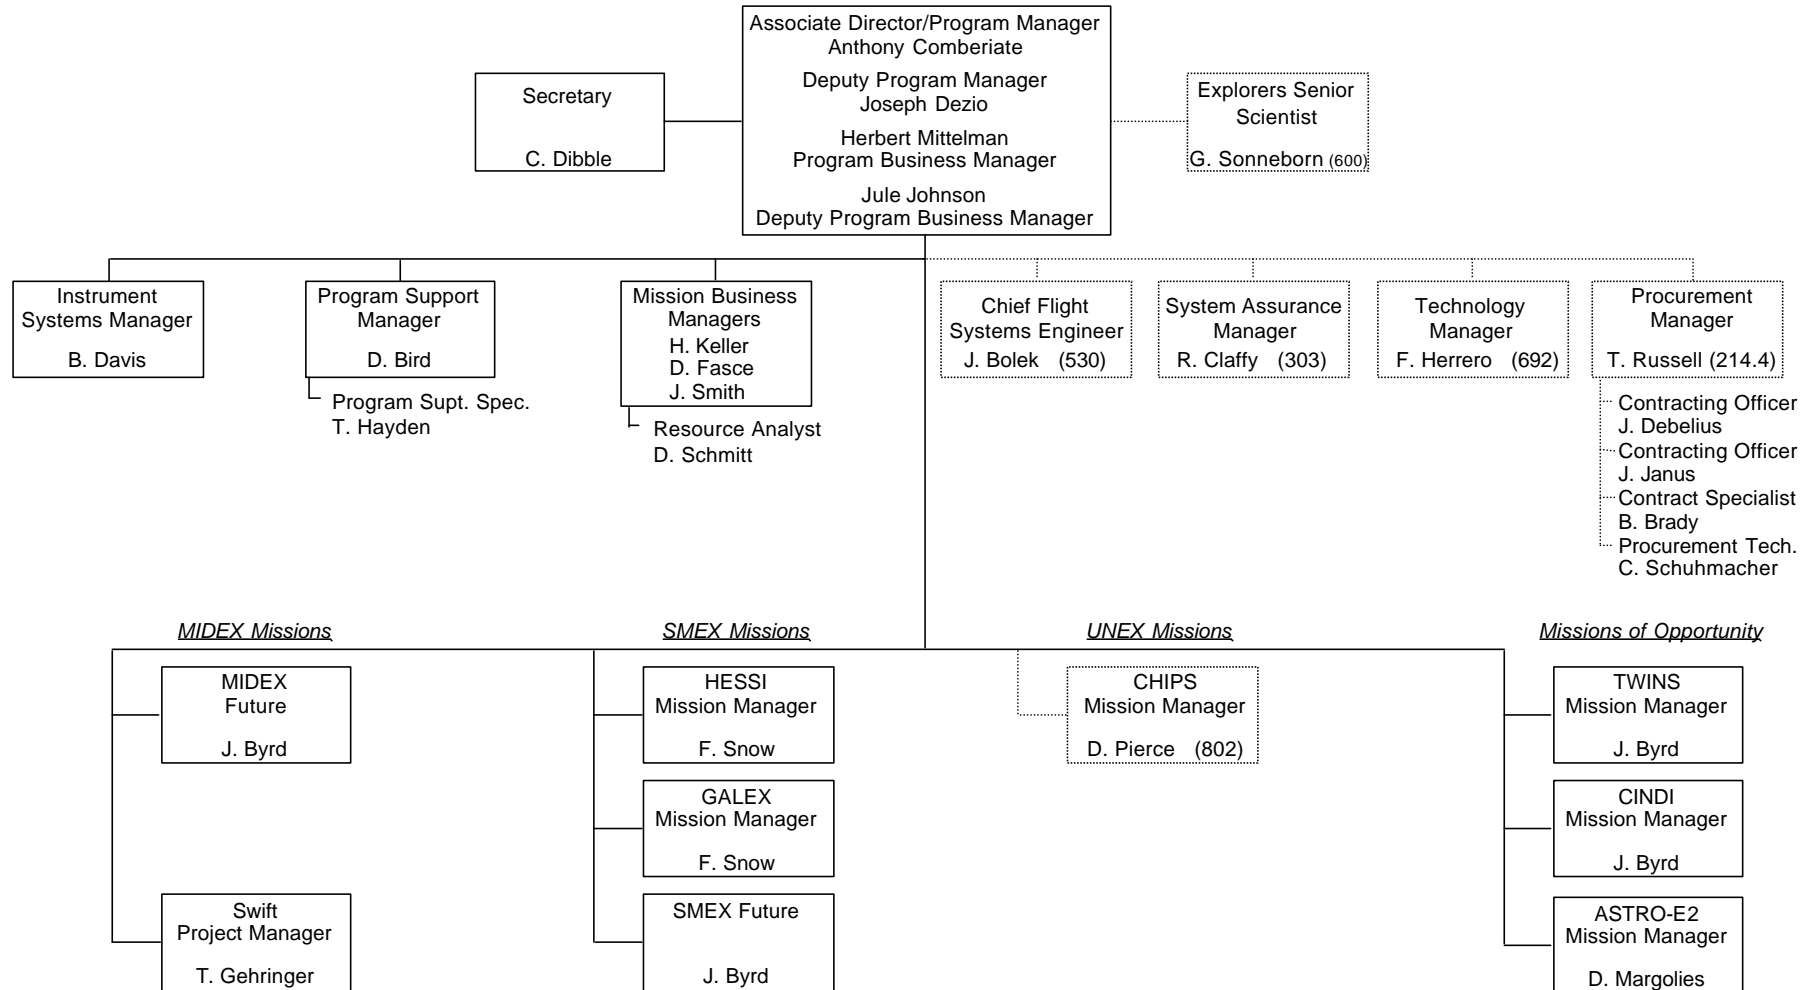 Associate Director/Program Manager
Anthony Comberiate
Deputy Program Manager
Joseph Dezio
Herbert Mittelman
Program Business Manager
Jule Johnson
Deputy Program Business Manager
Secretary
C. Dibble
Explorers Senior
Scientist
G. Sonneborn (600)
Instrument
Systems Manager
B. Davis
Program Support
Manager
D. Bird
Program Supt. Spec.
T. Hayden
Mission Business
Managers
H. Keller
D. Fasce
J. Smith
Resource Analyst
D. Schmitt
Chief Flight
Systems Engineer
J. Bolek (530)
System Assurance
Manager
R. Claffy (303)
Technology
Manager
F. Herrero (692)
Procurement
Manager
T. Russell (214.4)
Contracting Officer
J. Debelius
Contracting Officer
J. Janus
Contract Specialist
B. Brady
Procurement Tech.
C. Schuhmacher
MIDEX Missions
MIDEX
Future
J. Byrd
Swift
Project Manager
T. Gehringer
SMEX Missions
HESSI
Mission Manager
F. Snow
GALEX
Mission Manager
F. Snow
SMEX Future
J. Byrd
UNEX Missions
CHIPS
Mission Manager
D. Pierce (802)
Missions of Opportunity
TWINS
Mission Manager
J. Byrd
CINDI
Mission Manager
J. Byrd
ASTRO-E2
Mission Manager
D. Margolies